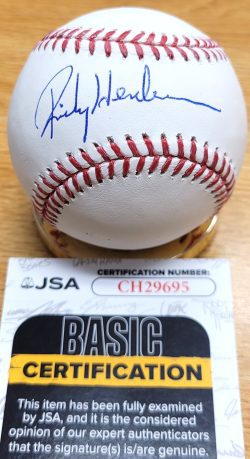 Rickey Henderson
CERTIFICATION NUMBER:
JSA CH29695
BASIC
CERTIFICATION
This item has been fully examined
by JSA, and it is the considered
opinion of our expert authenticators
that the signature(s) is/are genuine.